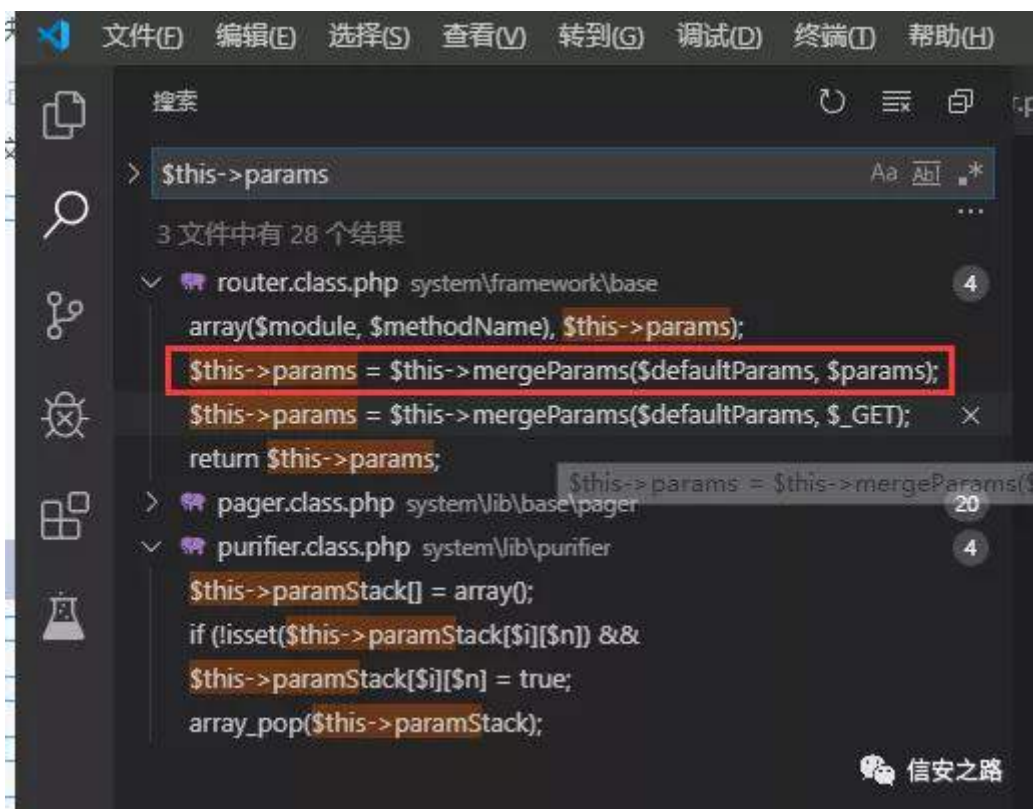 文件(F) 编辑(E) 选择(S) 查看(V) 转到(G) 调试(D) 终端(T) 帮助(H)
搜索
$this->params Aa Abl .*
3 文件中有 28 个结果 ...
router.class.php system\framework\base 4
array($module, $methodName), $this->params);
$this->params = $this->mergeParams($defaultParams, $params);
$this->params = $this->mergeParams($defaultParams, $_GET);
return $this->params;
$this->params = $this->mergeParams($
pager.class.php system\lib\base\pager 20
purifier.class.php system\lib\purifier 4
$this->paramStack[] = array();
if (!isset($this->paramStack[$i][$n]) &&
$this->paramStack[$i][$n] = true;
array_pop($this->paramStack);
信安之路